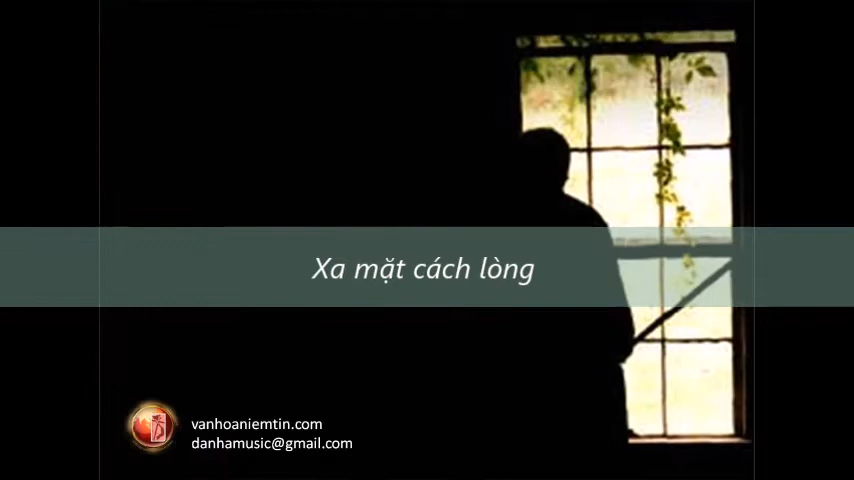 Xa mặt cách lòng
vanhoaniemtin.com
danhamusic@gmail.com